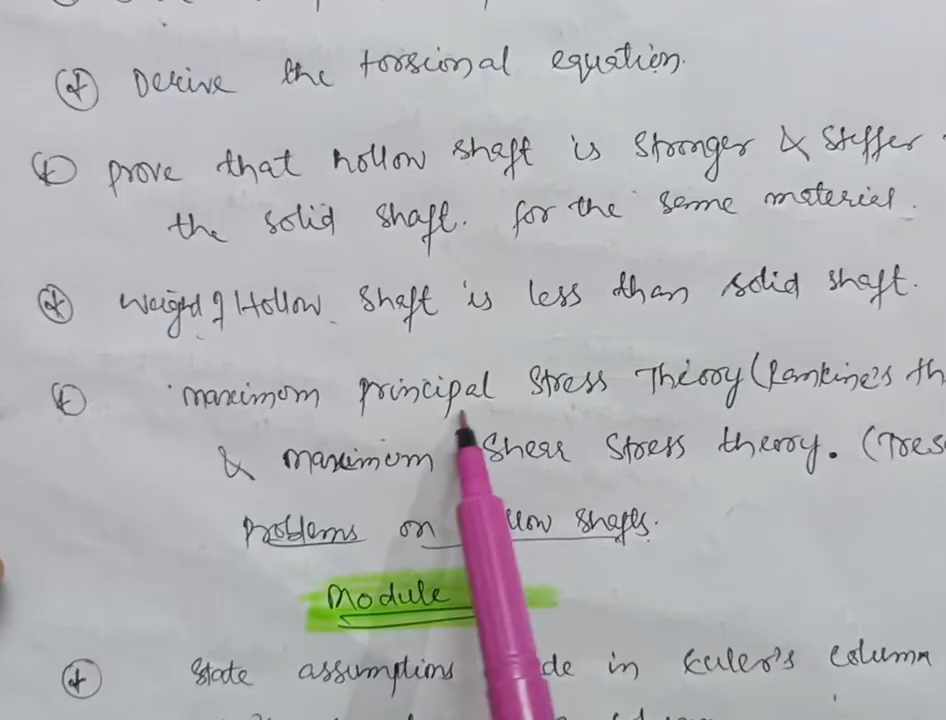 Derive the torsional equation.
prove that hollow shaft is stronger & stiffer
the solid shaft. for the same material.
Weight of Hollow shaft is less than solid shaft.
maximum principal stress Theory (Rankine's th
& maximum shear stress theory. (Tres
problems on llow shafts.
Module
state assumptions de in Euler's column